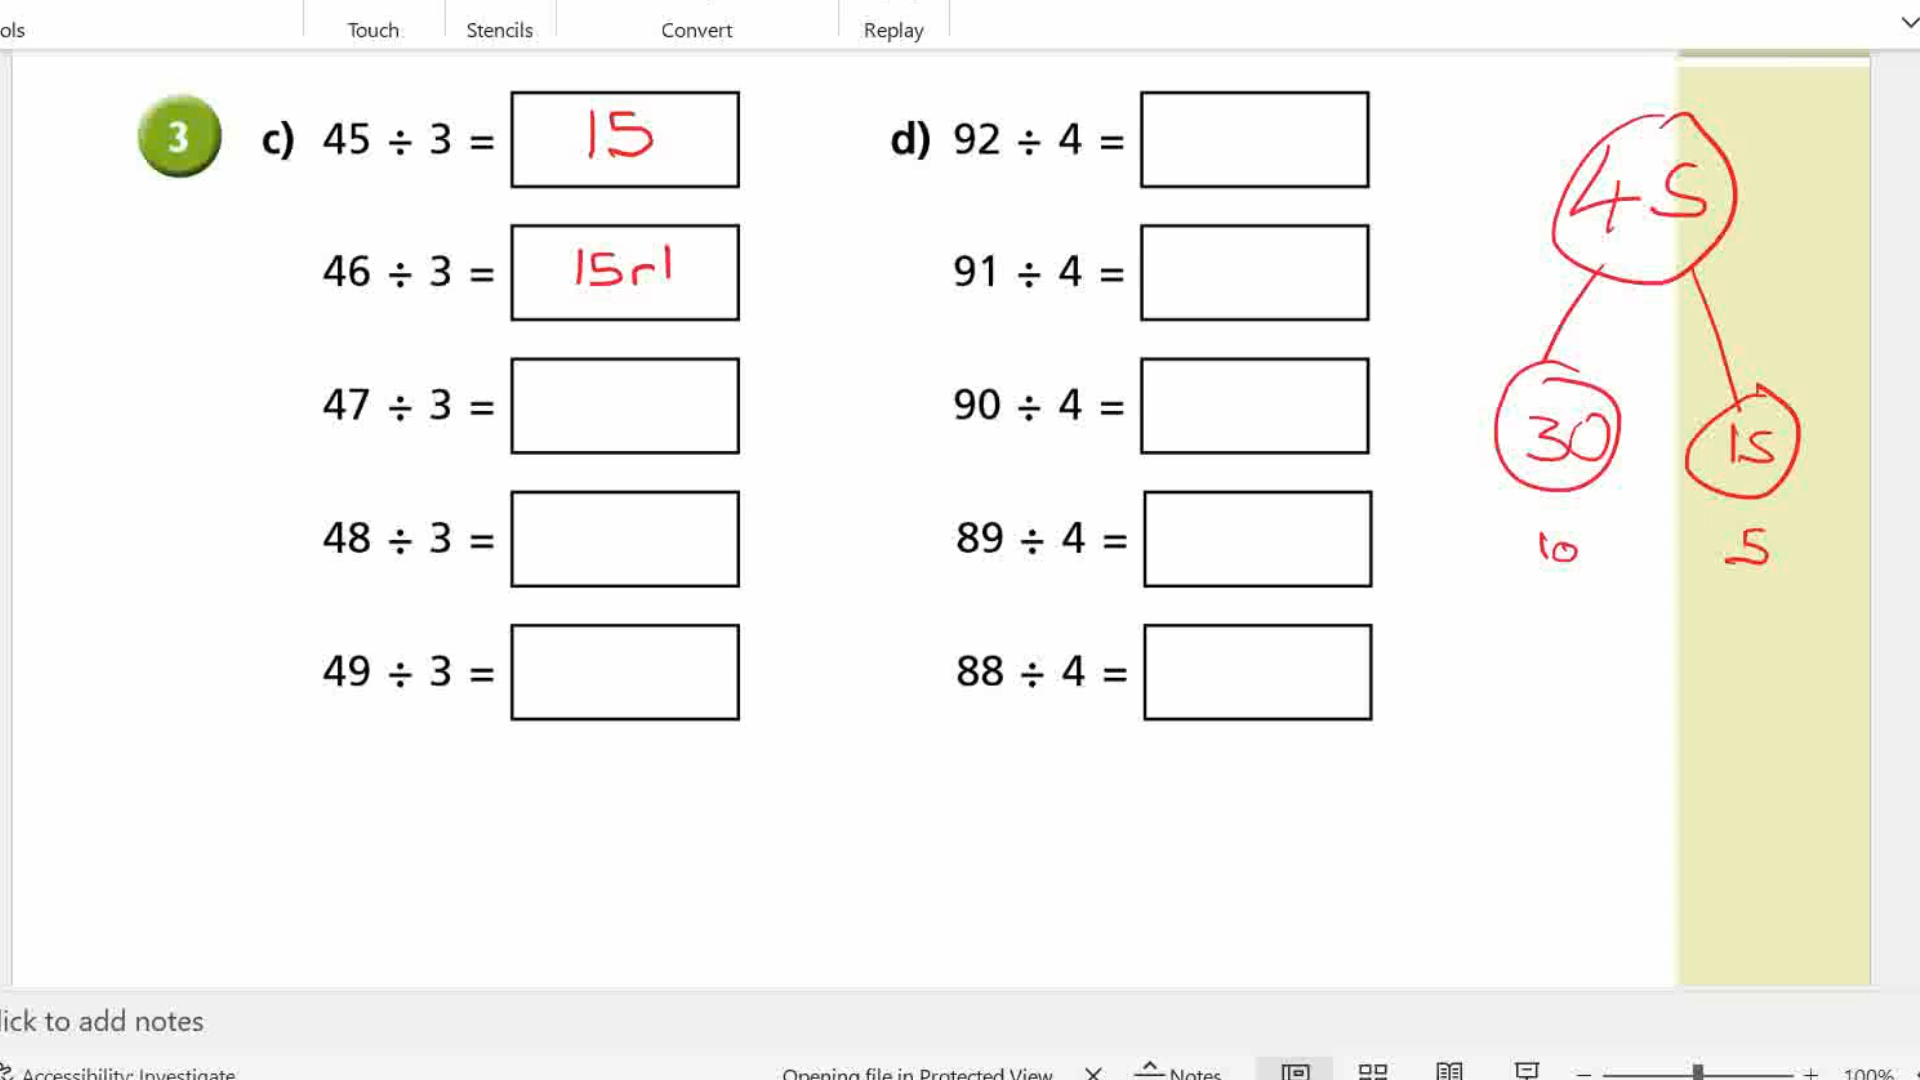 ols Touch Stencils Convert Replay
3 c) 45 ÷ 3 = 15
46 ÷ 3 = 15r1
47 ÷ 3 =
48 ÷ 3 =
49 ÷ 3 =
d) 92 ÷ 4 =
91 ÷ 4 =
90 ÷ 4 =
89 ÷ 4 =
88 ÷ 4 =
45
30 15
10 5
lick to add notes
Accessibility: Investigate Opening file in Protected View Notes 100%